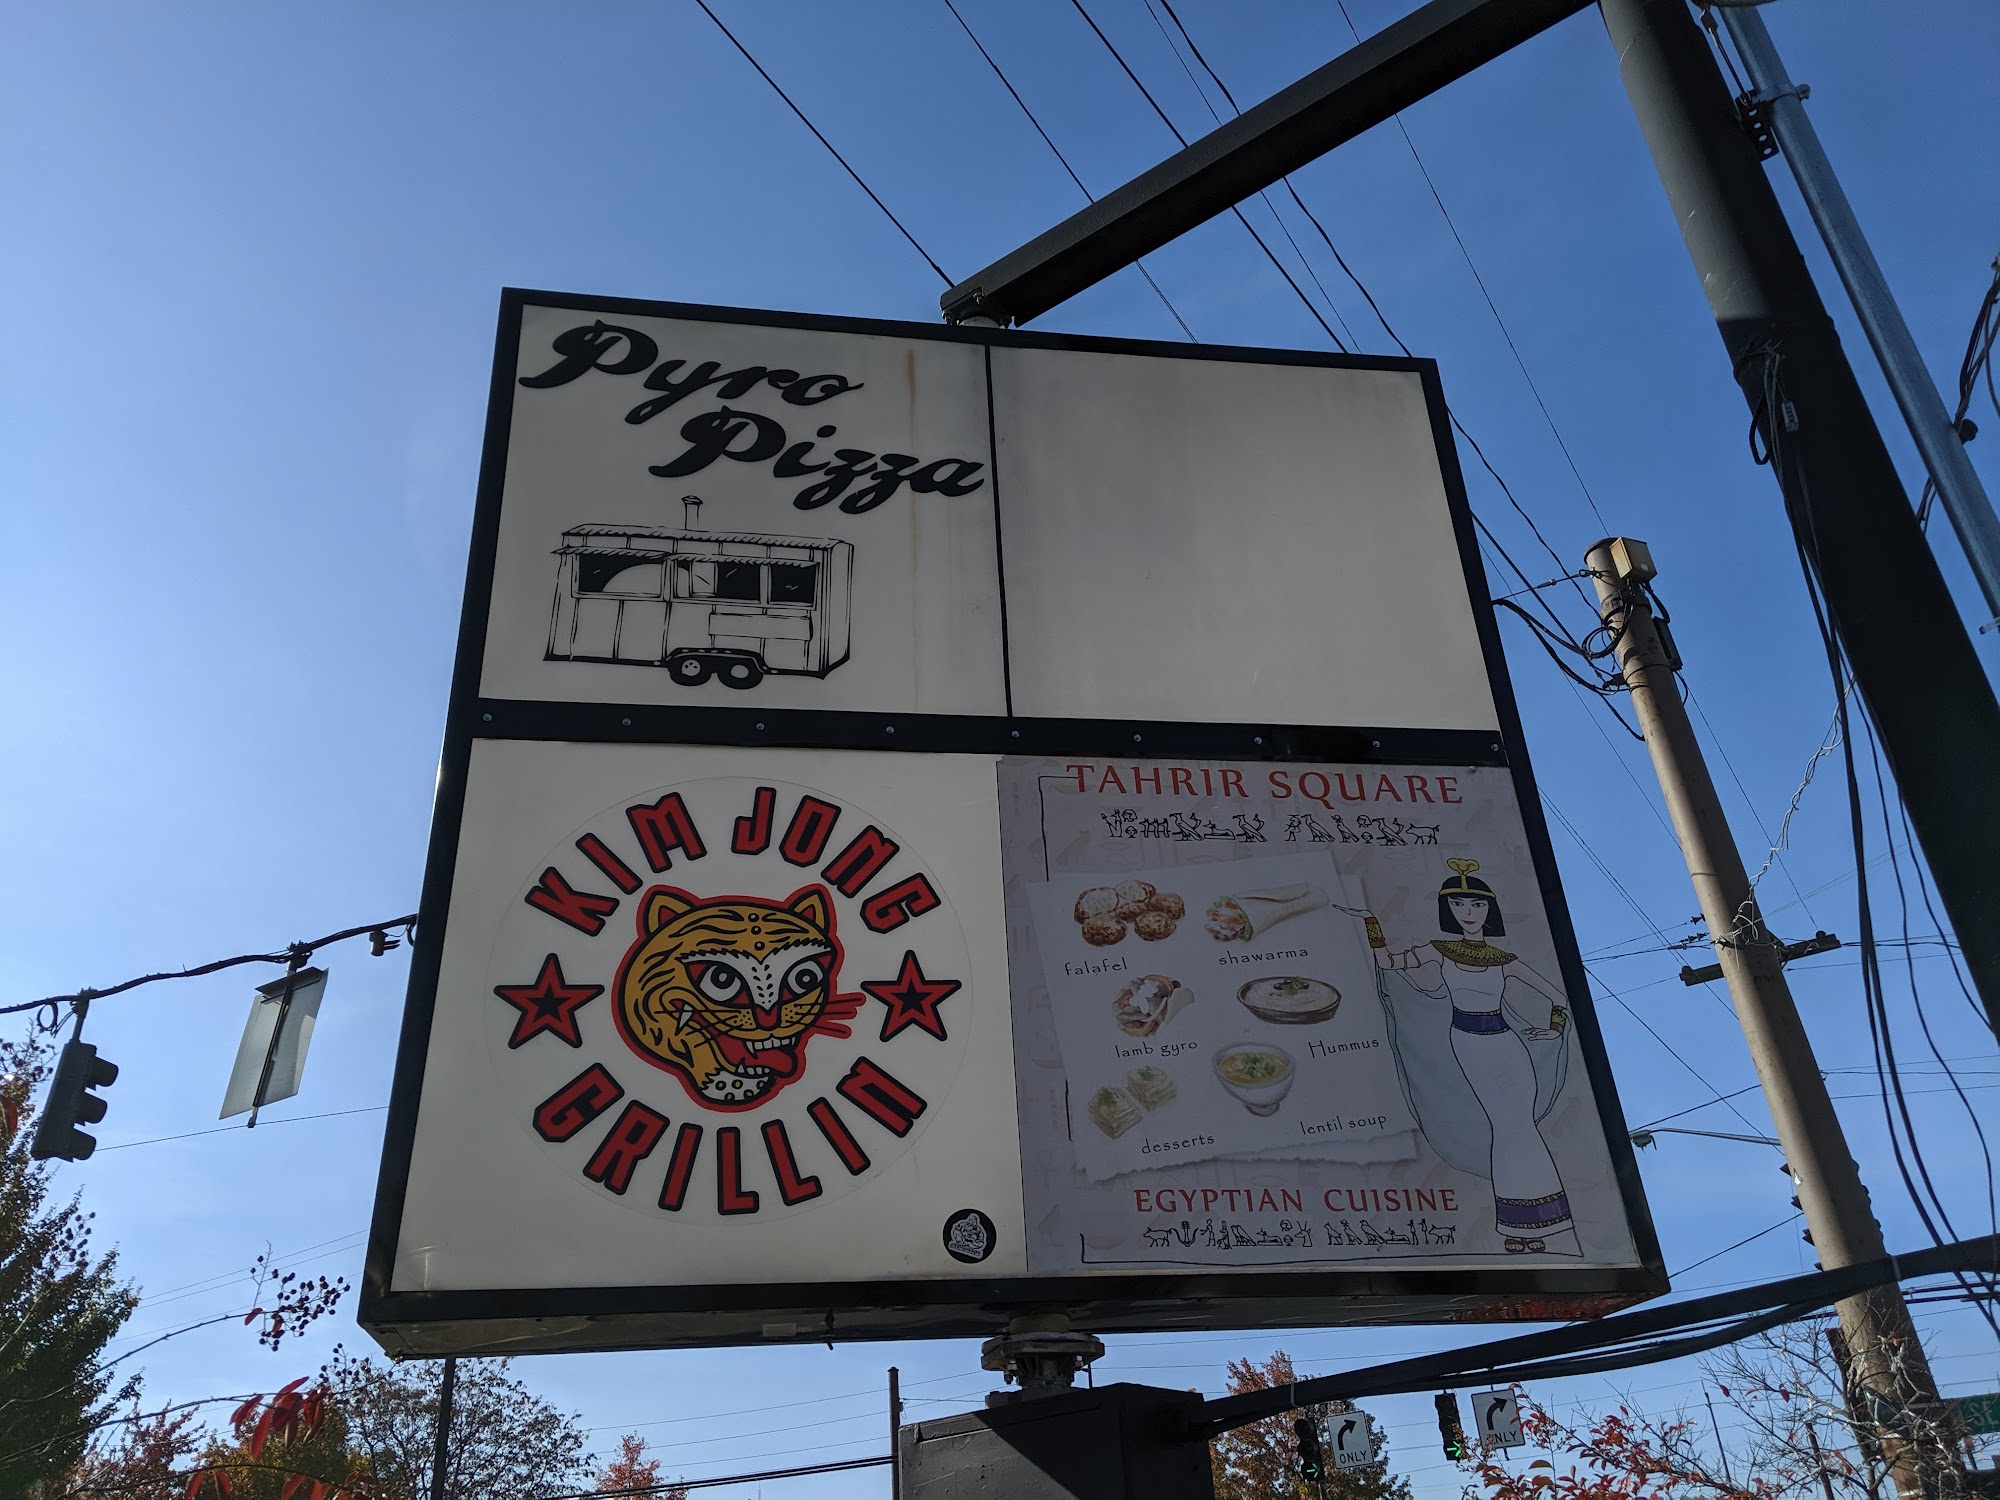 Pyro
Pizza
KIM JONG
GRILLIN
TAHRIR SQUARE
falafel
shawarma
lamb gyro
Hummus
desserts
lentil soup
EGYPTIAN CUISINE
ONLY
ONLY
SE